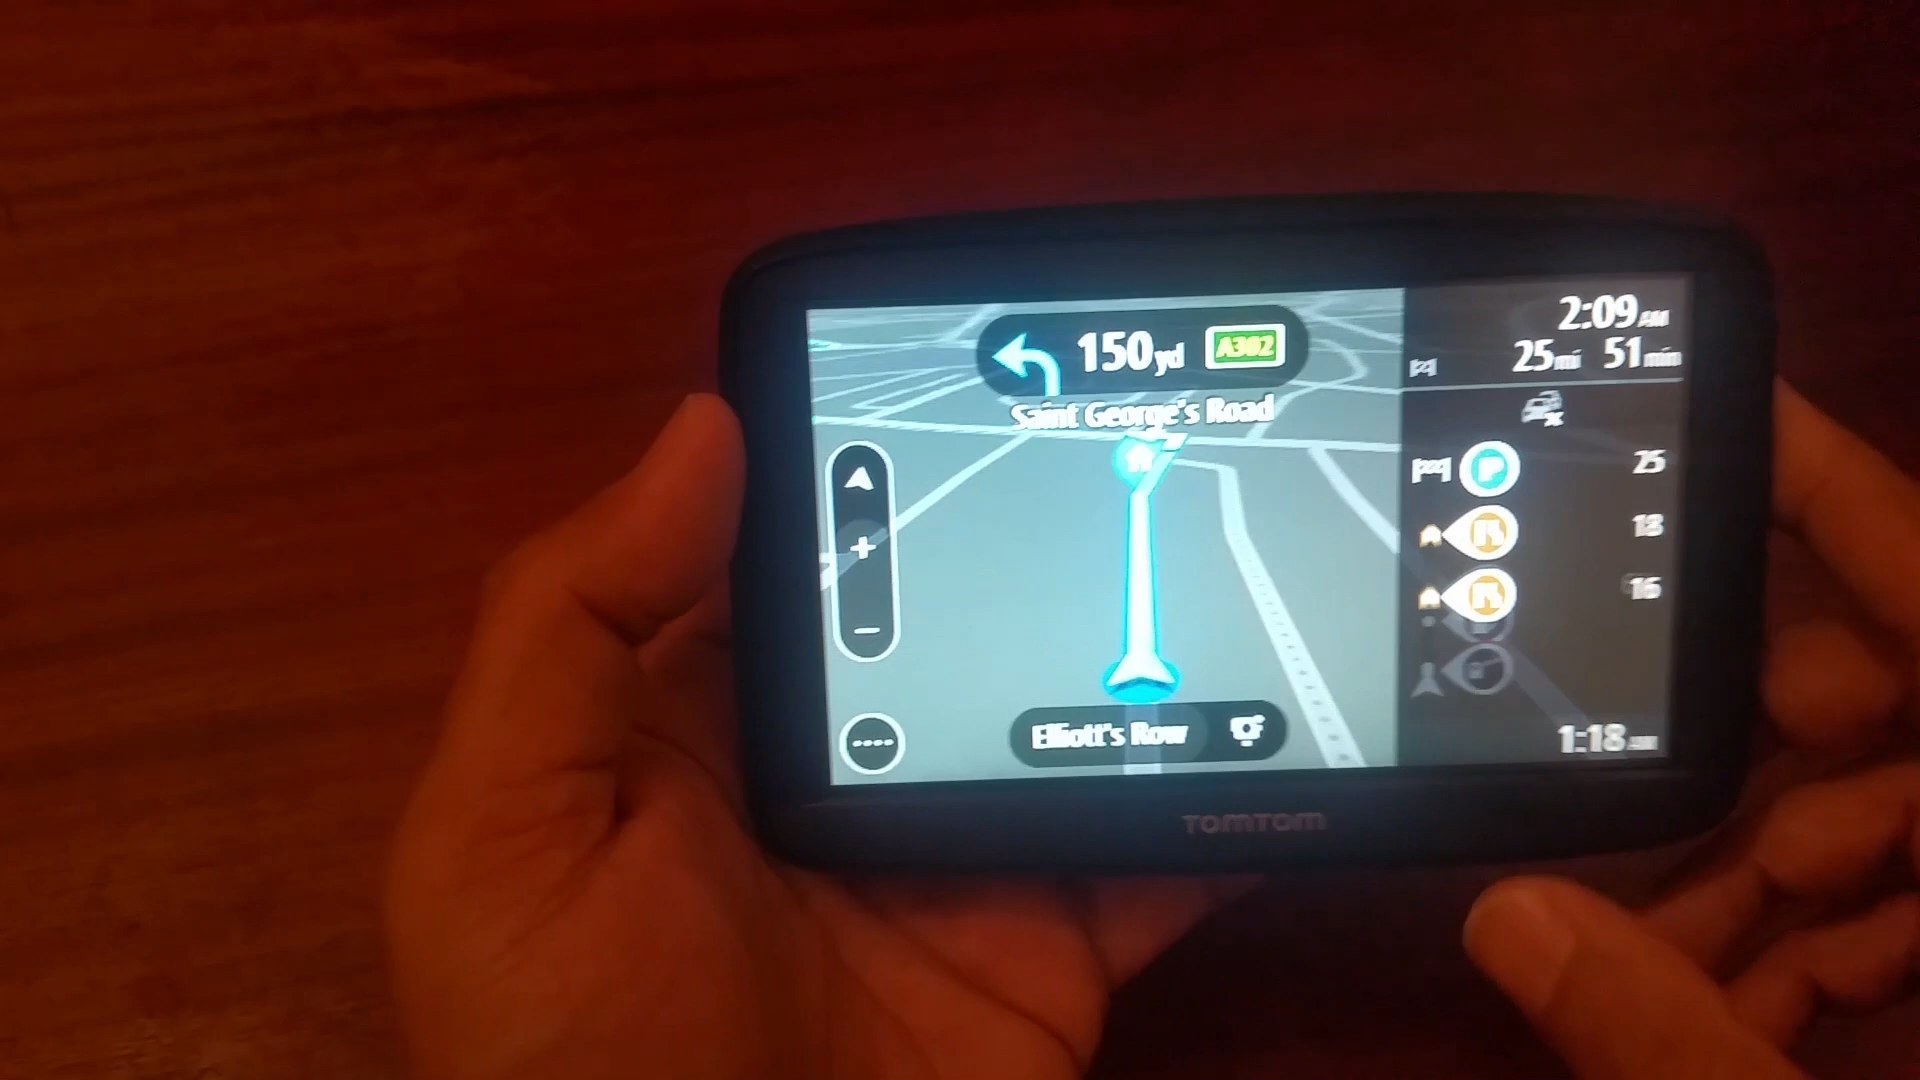 150yd A302
Saint George's Road
2:09AM
25mi 51min
25
18
16
+
−
Elliott's Row
1:18AM
TOMTOM